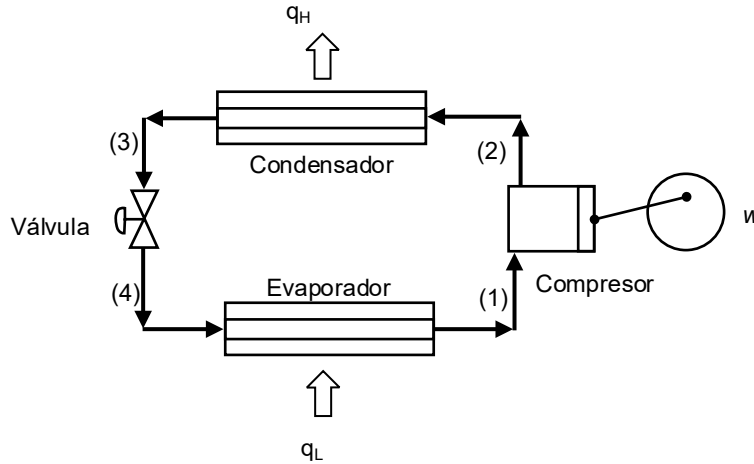 qH
(3)
(2)
Condensador
Válvula
w
(4)
Evaporador
(1)
Compresor
qL